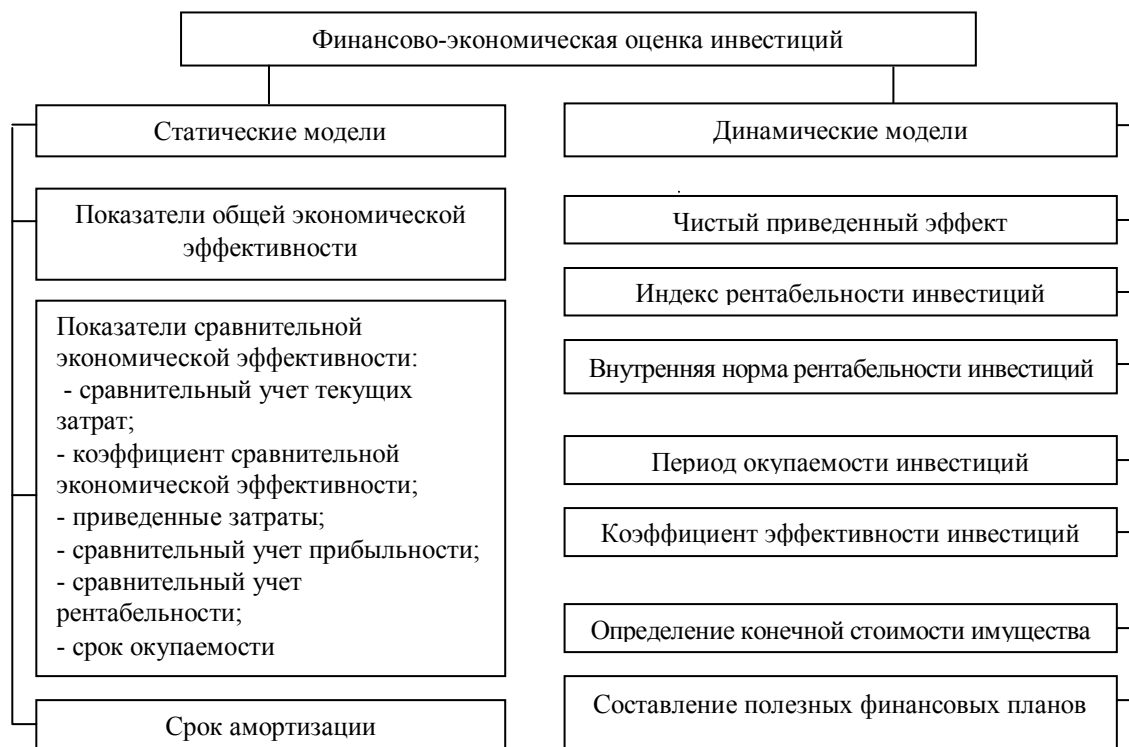 Финансово-экономическая оценка инвестиций
Статические модели
Показатели общей экономической
эффективности
Показатели сравнительной
экономической эффективности:
- сравнительный учет текущих
затрат;
- коэффициент сравнительной
экономической эффективности;
- приведенные затраты;
- сравнительный учет прибыльности;
- сравнительный учет
рентабельности;
- срок окупаемости
Срок амортизации
Динамические модели
Чистый приведенный эффект
Индекс рентабельности инвестиций
Внутренняя норма рентабельности инвестиций
Период окупаемости инвестиций
Коэффициент эффективности инвестиций
Определение конечной стоимости имущества
Составление полезных финансовых планов